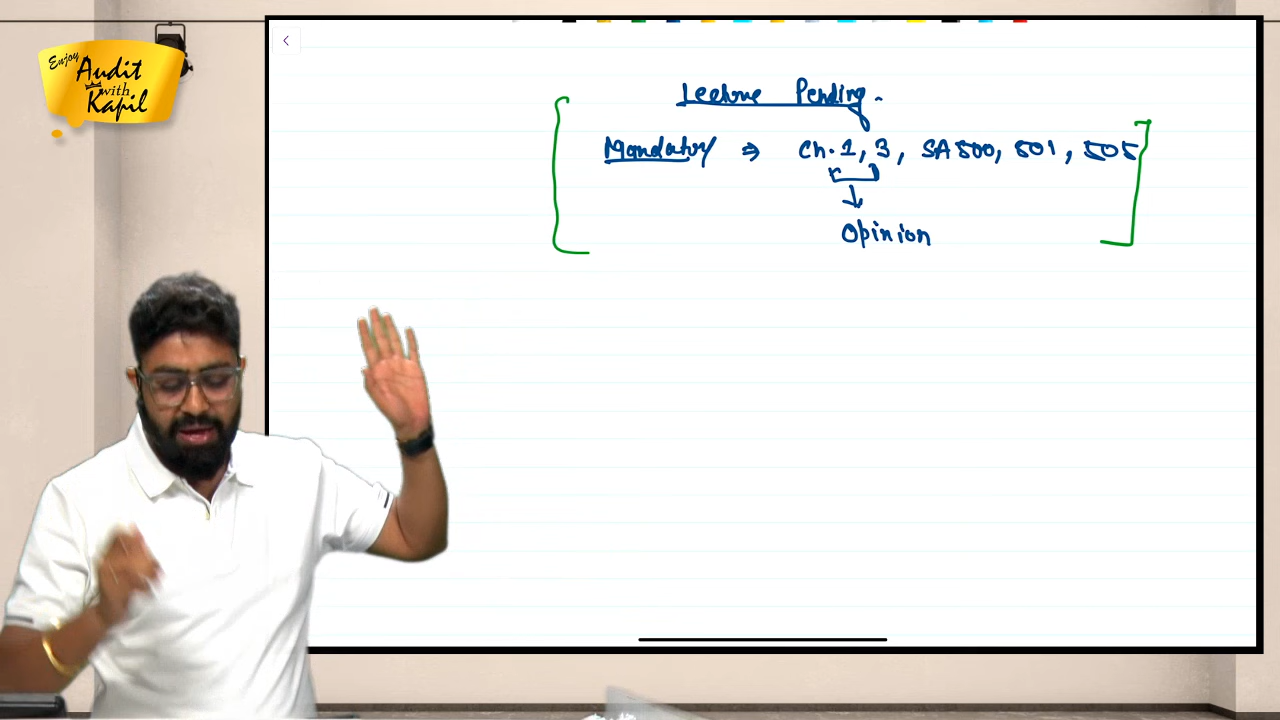 Enjoy
Audit
with
Kapil
Lecture Pending.
Mandatory ⇒ Ch. 1, 3, SA 500, 501, 505
↓
Opinion